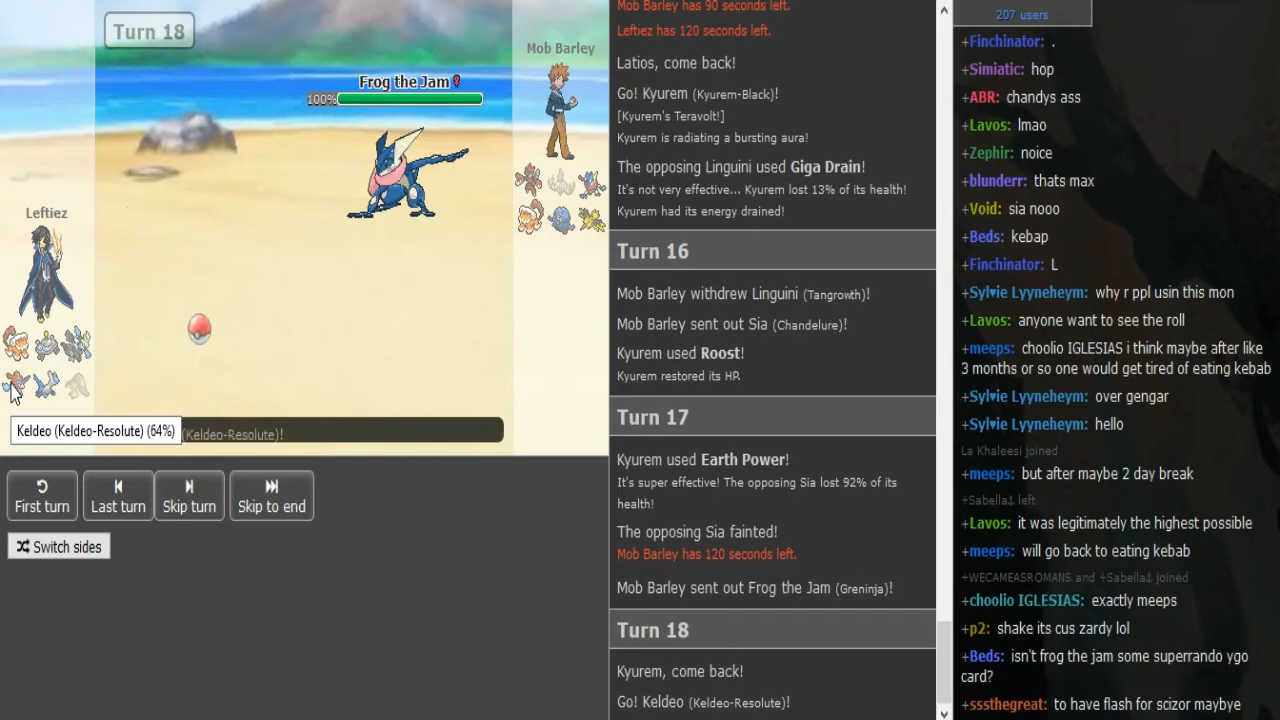 Turn 18
Mob Barley
Frog the Jam
100%
Leftiez
Keldeo (Keldeo-Resolute) (64%)
(Keldeo-Resolute)!
First turn
Last turn
Skip turn
Skip to end
Switch sides
Mob Barley has 90 seconds left.
Leftiez has 120 seconds left.
Latios, come back!
Go! Kyurem (Kyurem-Black)!
[Kyurem's Teravolt!]
Kyurem is radiating a bursting aura!
The opposing Linguini used Giga Drain!
It's not very effective... Kyurem lost 13% of its health!
Kyurem had its energy drained!
Turn 16
Mob Barley withdrew Linguini (Tangrowth)!
Mob Barley sent out Sia (Chandelure)!
Kyurem used Roost!
Kyurem restored its HP.
Turn 17
Kyurem used Earth Power!
It's super effective! The opposing Sia lost 92% of its
health!
The opposing Sia fainted!
Mob Barley has 120 seconds left.
Mob Barley sent out Frog the Jam (Greninja)!
Turn 18
Kyurem, come back!
Go! Keldeo (Keldeo-Resolute)!
207 users
+Finchinator: .
+Simiatic: hop
+ABR: chandys ass
+Lavos: lmao
+Zephir: noice
+blunderr: thats max
+Void: sia nooo
+Beds: kebap
+Finchinator: L
+Syl♥ie Lyyneheym: why r ppl usin this mon
+Lavos: anyone want to see the roll
+meeps: choolio IGLESIAS i think maybe after like
3 months or so one would get tired of eating kebab
+Syl♥ie Lyyneheym: over gengar
+Syl♥ie Lyyneheym: hello
La Khaleesi joined
+meeps: but after maybe 2 day break
+Sabella⚓ left
+Lavos: it was legitimately the highest possible
+meeps: will go back to eating kebab
+WECAMEASROMANS and +Sabella⚓ joined
+choolio IGLESIAS: exactly meeps
+p2: shake its cus zardy lol
+Beds: isn't frog the jam some superrando ygo
card?
+sssthegreat: to have flash for scizor maybye